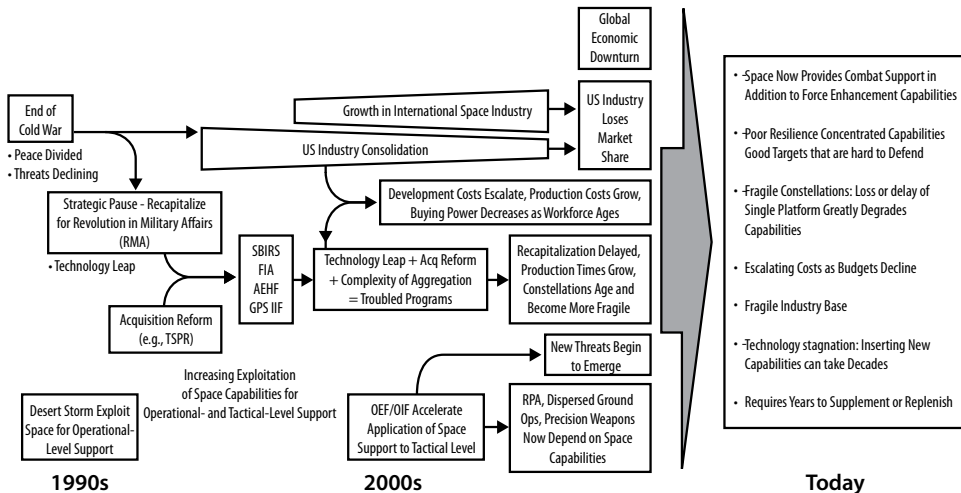 Global
Economic
Downturn
End of
Cold War
• Peace Divided
• Threats Declining
Growth in International Space Industry
US Industry Consolidation
US Industry
Loses
Market
Share
Strategic Pause - Recapitalize
for Revolution in Military Affairs
(RMA)
• Technology Leap
Development Costs Escalate, Production Costs Grow,
Buying Power Decreases as Workforce Ages
Acquisition Reform
(e.g., TSPR)
SBIRS
FIA
AEHF
GPS IIF
Technology Leap + Acq Reform
+ Complexity of Aggregation
= Troubled Programs
Recapitalization Delayed,
Production Times Grow,
Constellations Age and
Become More Fragile
Increasing Exploitation
of Space Capabilities for
Operational- and Tactical-Level Support
New Threats Begin
to Emerge
Desert Storm Exploit
Space for Operational-
Level Support
OEF/OIF Accelerate
Application of Space
Support to Tactical Level
RPA, Dispersed Ground
Ops, Precision Weapons
Now Depend on Space
Capabilities
• -Space Now Provides Combat Support in
Addition to Force Enhancement Capabilities
• -Poor Resilience Concentrated Capabilities
Good Targets that are hard to Defend
• -Fragile Constellations: Loss or delay of
Single Platform Greatly Degrades
Capabilities
• Escalating Costs as Budgets Decline
• Fragile Industry Base
• -Technology stagnation: Inserting New
Capabilities can take Decades
• Requires Years to Supplement or Replenish
1990s
2000s
Today